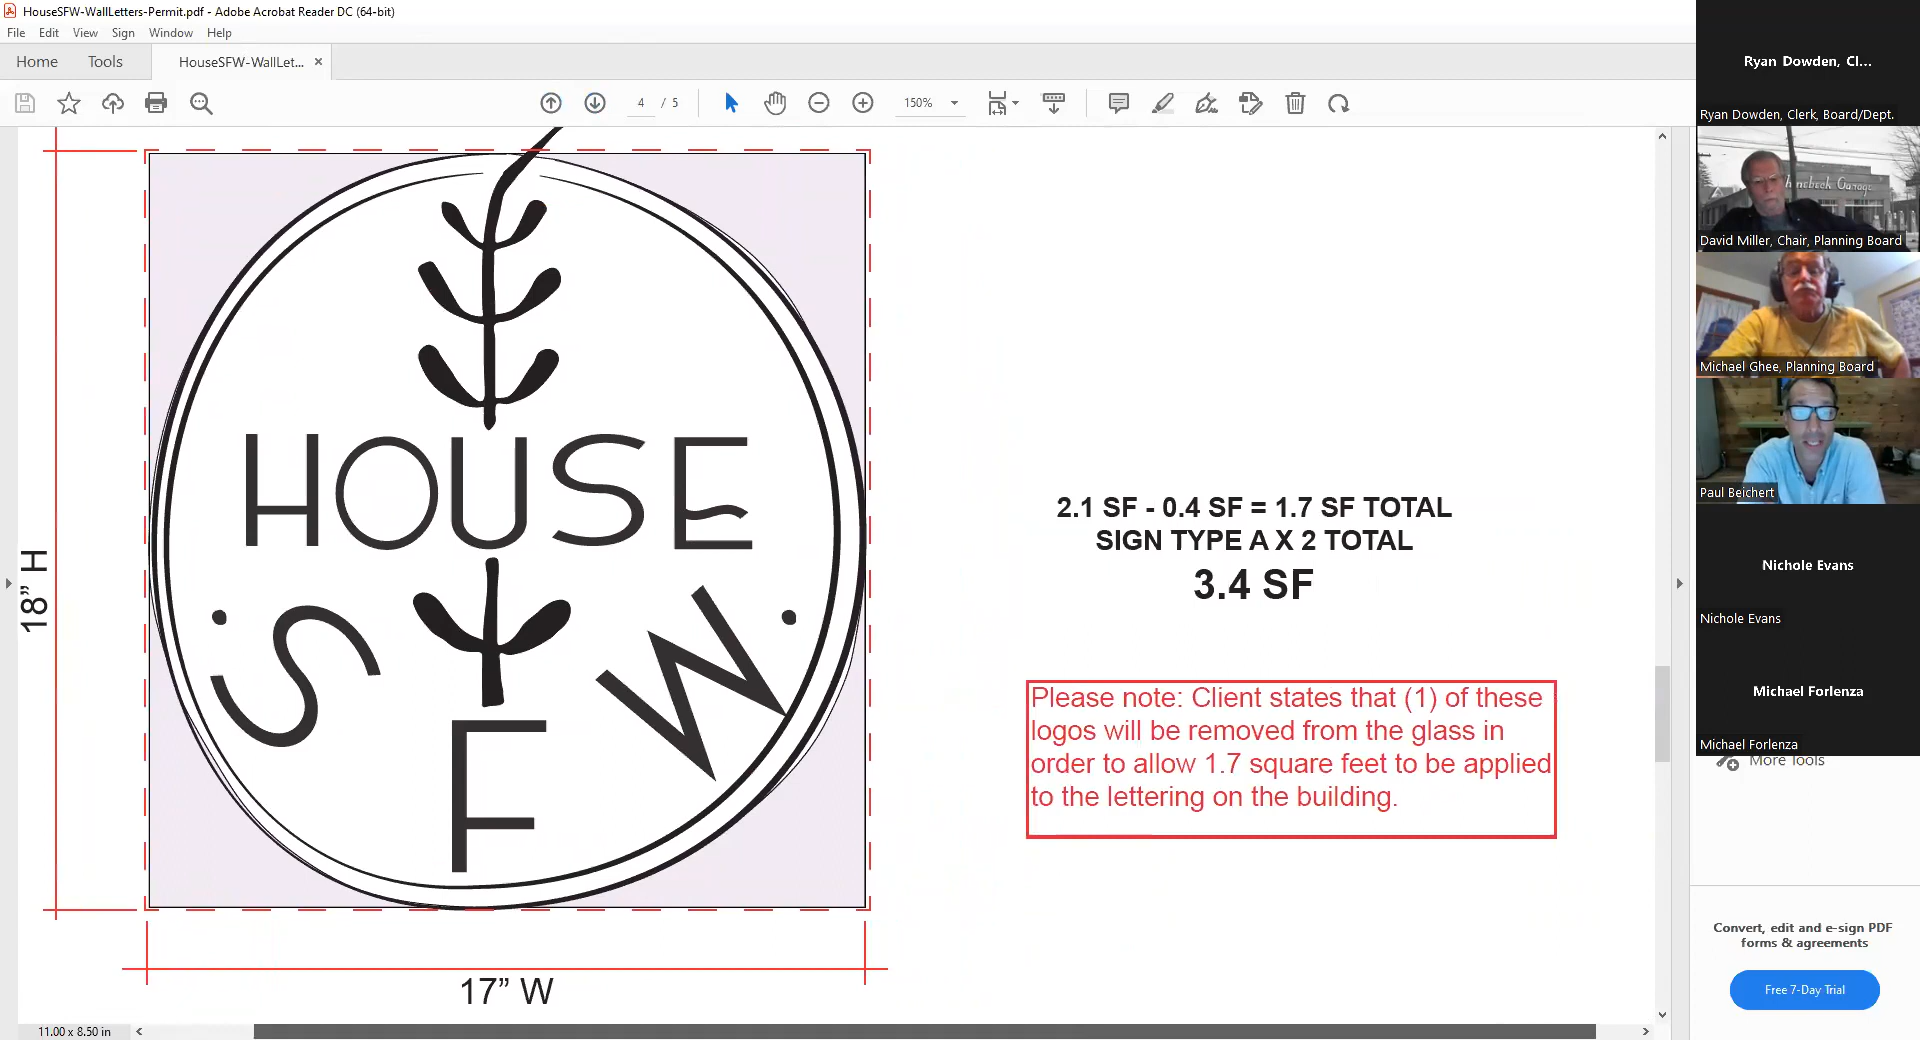 HouseSFW-WallLetters-Permit.pdf - Adobe Acrobat Reader DC (64-bit)
File Edit View Sign Window Help
Home Tools HouseSFW-WallLet... ×
4 / 5 150%
18” H
HOUSE
S F W
17” W
2.1 SF - 0.4 SF = 1.7 SF TOTAL
SIGN TYPE A X 2 TOTAL
3.4 SF
Please note: Client states that (1) of these
logos will be removed from the glass in
order to allow 1.7 square feet to be applied
to the lettering on the building.
11.00 x 8.50 in
Ryan Dowden, Cl...
Ryan Dowden, Clerk, Board/Dept.
Garage
David Miller, Chair, Planning Board
Michael Ghee, Planning Board
Paul Beichert
Nichole Evans
Nichole Evans
Michael Forlenza
Michael Forlenza
More Tools
Convert, edit and e-sign PDF
forms & agreements
Free 7-Day Trial